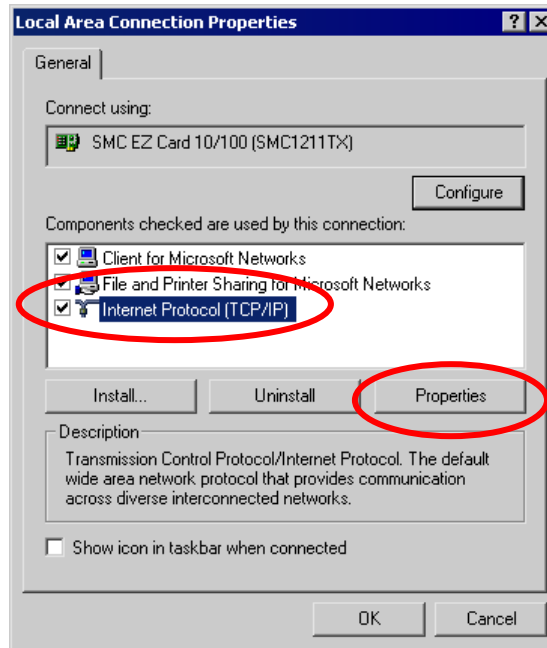 Local Area Connection Properties
General
Connect using:
SMC EZ Card 10/100 (SMC1211TX)
Configure
Components checked are used by this connection:
Client for Microsoft Networks
File and Printer Sharing for Microsoft Networks
Internet Protocol (TCP/IP)
Install... Uninstall Properties
Description
Transmission Control Protocol/Internet Protocol. The default
wide area network protocol that provides communication
across diverse interconnected networks.
Show icon in taskbar when connected
OK Cancel